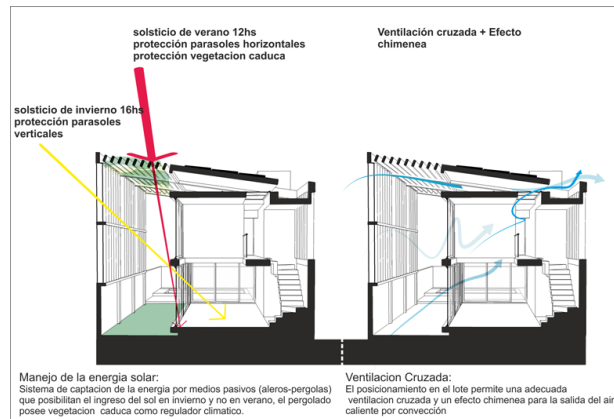 solsticio de verano 12hs
protección parasoles horizontales
protección vegetacion caduca
Ventilación cruzada + Efecto
chimenea
solsticio de invierno 16hs
protección parasoles
verticales
Manejo de la energia solar:
Sistema de captacion de la energia por medios pasivos (aleros-pergolas)
que posibilitan el ingreso del sol en invierno y no en verano, el pergolado
posee vegetacion caduca como regulador climatico.
Ventilacion Cruzada:
El posicionamiento en el lote permite una adecuada
ventilacion cruzada y un efecto chimenea para la salida del air
caliente por convección